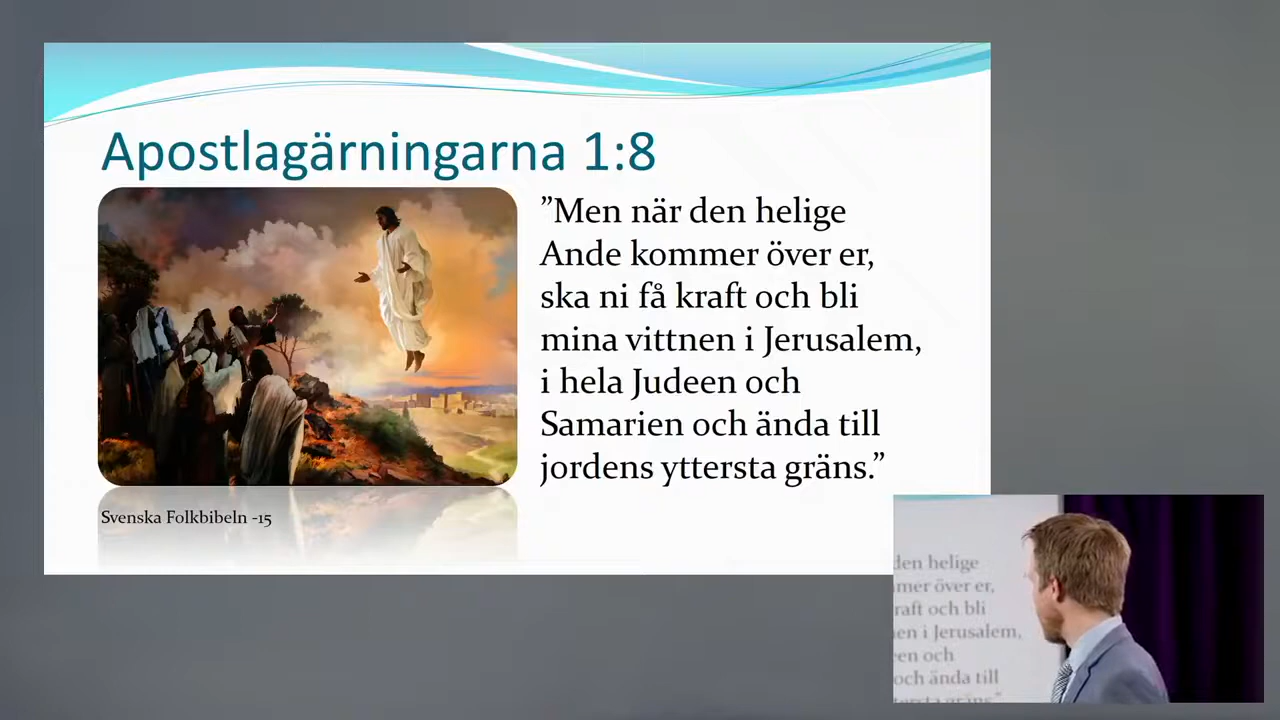 Apostlagärningarna 1:8
”Men när den helige
Ande kommer över er,
ska ni få kraft och bli
mina vittnen i Jerusalem,
i hela Judeen och
Samarien och ända till
jordens yttersta gräns.”
Svenska Folkbibeln -15
den helige
mer över er,
raft och bli
en i Jerusalem,
en och
och ända till